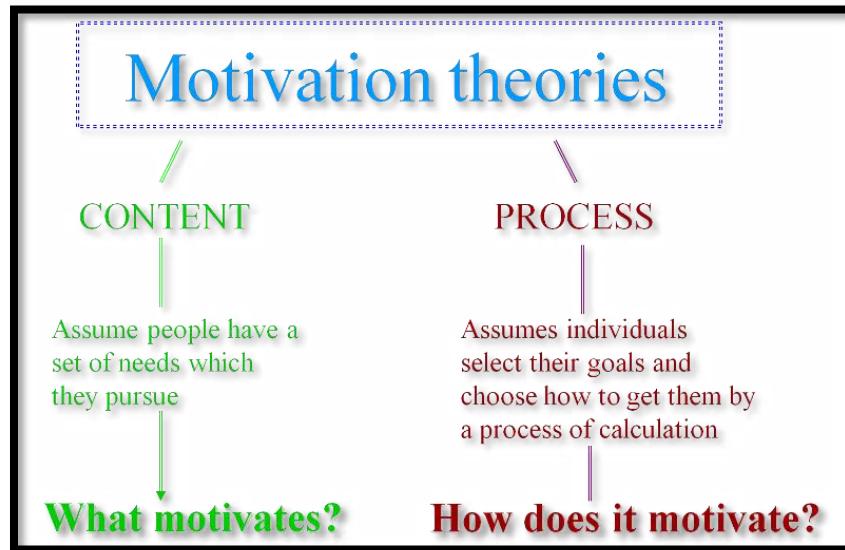 Motivation theories
CONTENT
Assume people have a
set of needs which
they pursue
What motivates?
PROCESS
Assumes individuals
select their goals and
choose how to get them by
a process of calculation
How does it motivate?